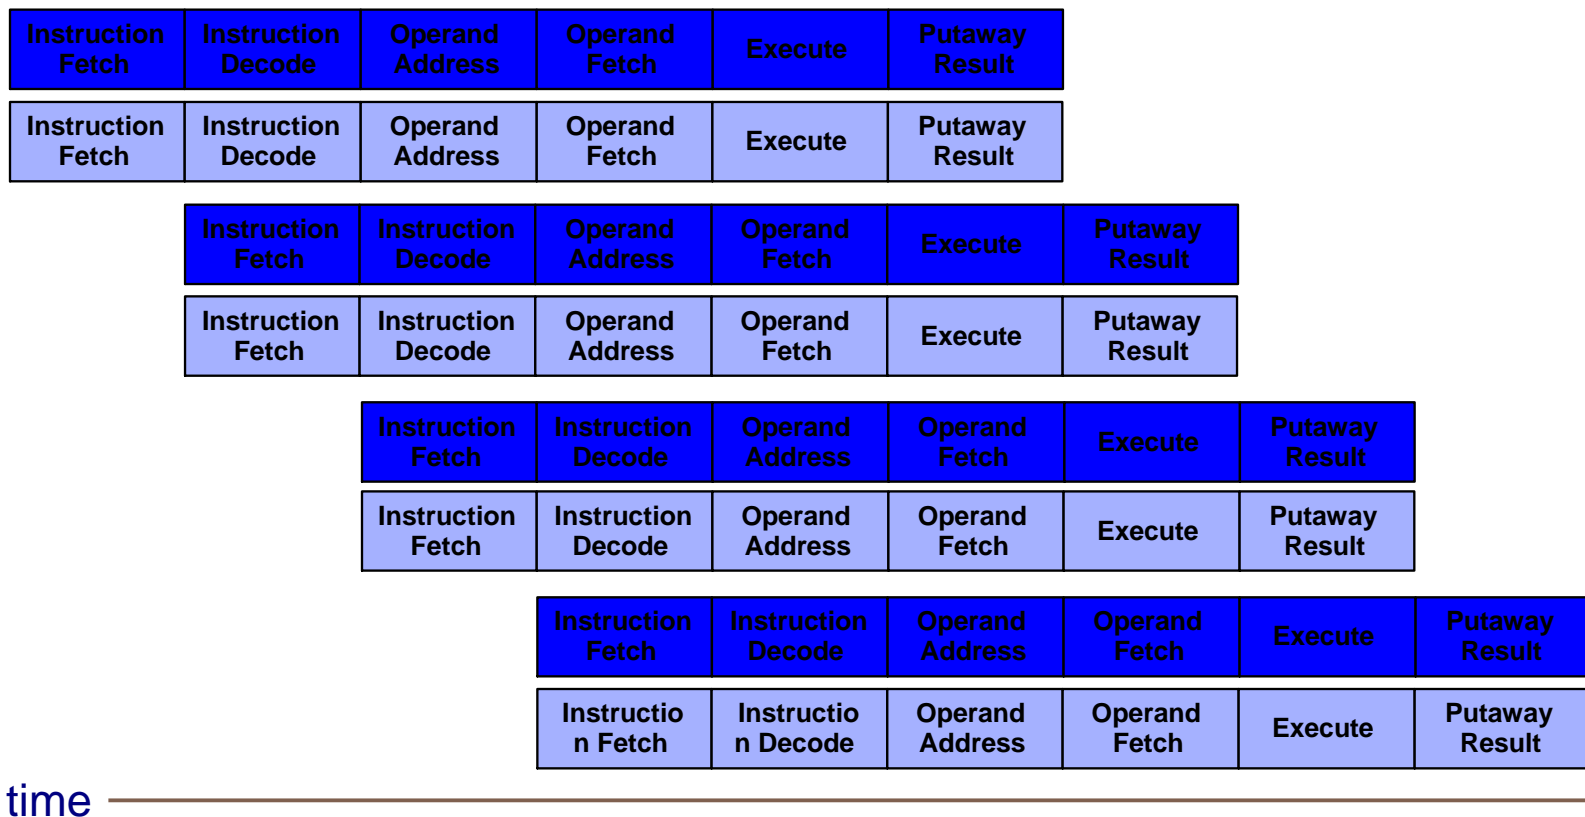 Instruction Instruction Operand Operand Execute Putaway
Fetch Decode Address Fetch Result
Instruction Instruction Operand Operand Execute Putaway
Fetch Decode Address Fetch Result
Instruction Instruction Operand Operand Execute Putaway
Fetch Decode Address Fetch Result
Instruction Instruction Operand Operand Execute Putaway
Fetch Decode Address Fetch Result
Instruction Instruction Operand Operand Execute Putaway
Fetch Decode Address Fetch Result
Instruction Instruction Operand Operand Execute Putaway
Fetch Decode Address Fetch Result
Instruction Instruction Operand Operand Execute Putaway
Fetch Decode Address Fetch Result
Instructio Instructio Operand Operand Execute Putaway
n Fetch n Decode Address Fetch Result
time